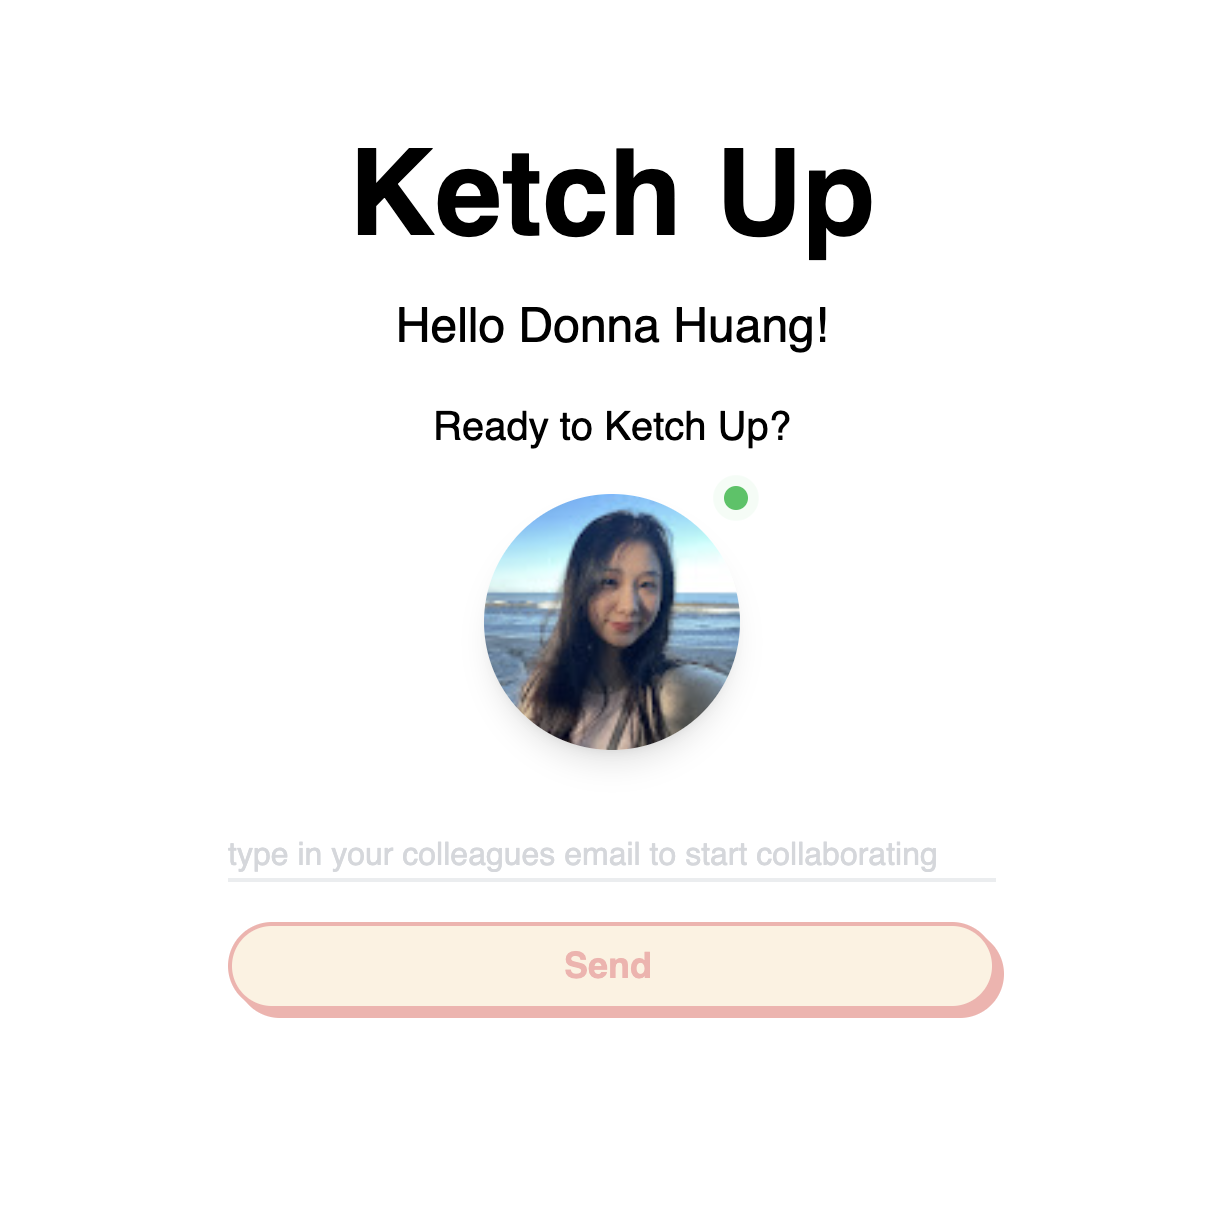 Ketch Up
Hello Donna Huang!
Ready to Ketch Up?
type in your colleagues email to start collaborating
Send